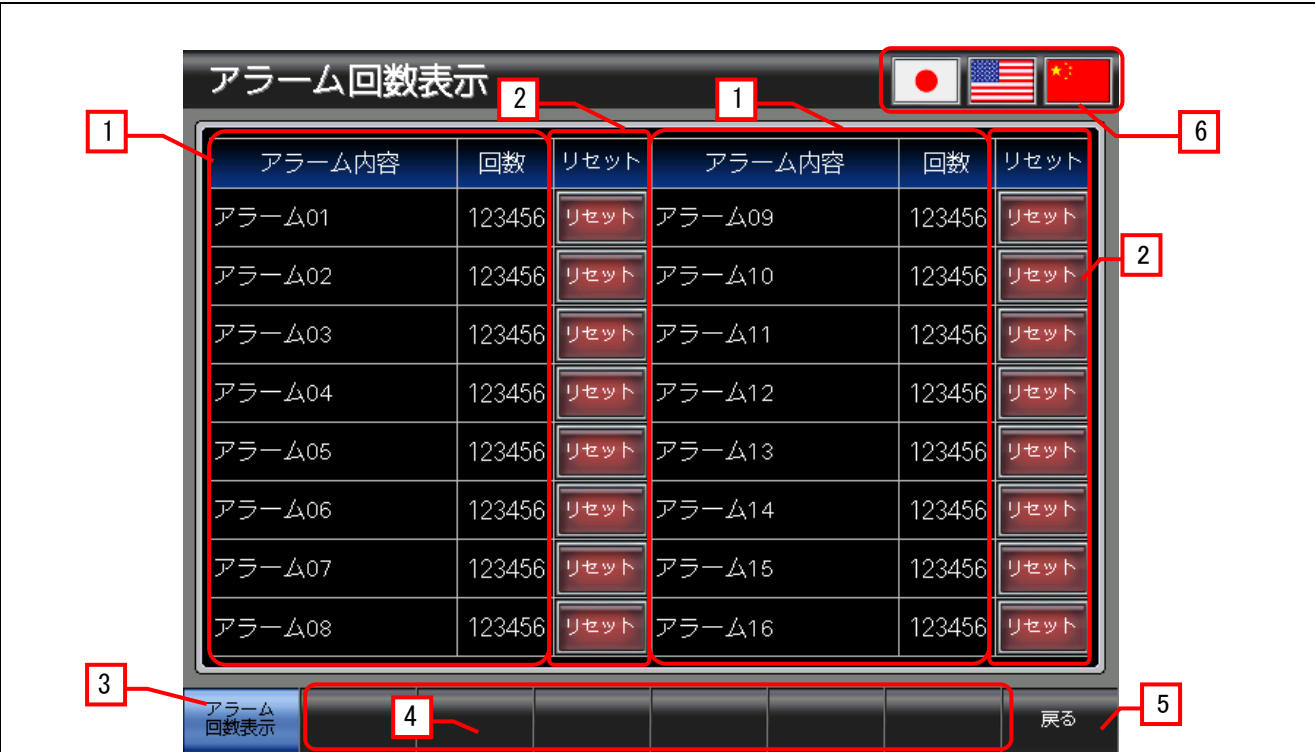 アラーム回数表示
2
1
1
6
アラーム内容 回数 リセット アラーム内容 回数 リセット
アラーム01 123456 リセット アラーム09 123456 リセット
アラーム02 123456 リセット アラーム10 123456 リセット
2
アラーム03 123456 リセット アラーム11 123456 リセット
アラーム04 123456 リセット アラーム12 123456 リセット
アラーム05 123456 リセット アラーム13 123456 リセット
アラーム06 123456 リセット アラーム14 123456 リセット
アラーム07 123456 リセット アラーム15 123456 リセット
アラーム08 123456 リセット アラーム16 123456 リセット
3
アラーム
回数表示
4
戻る
5